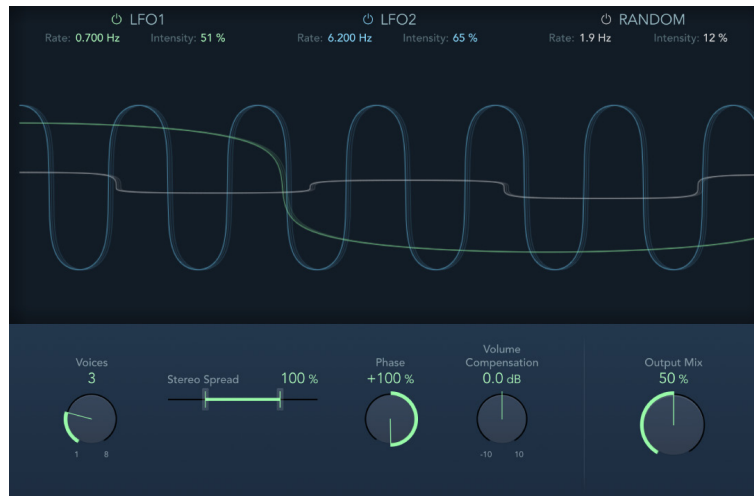 LFO1
Rate: 0.700 Hz Intensity: 51 %
LFO2
Rate: 6.200 Hz Intensity: 65 %
RANDOM
Rate: 1.9 Hz Intensity: 12 %
Voices
3
1 8
Stereo Spread 100 %
Phase
+100 %
Volume
Compensation
0.0 dB
-10 10
Output Mix
50 %